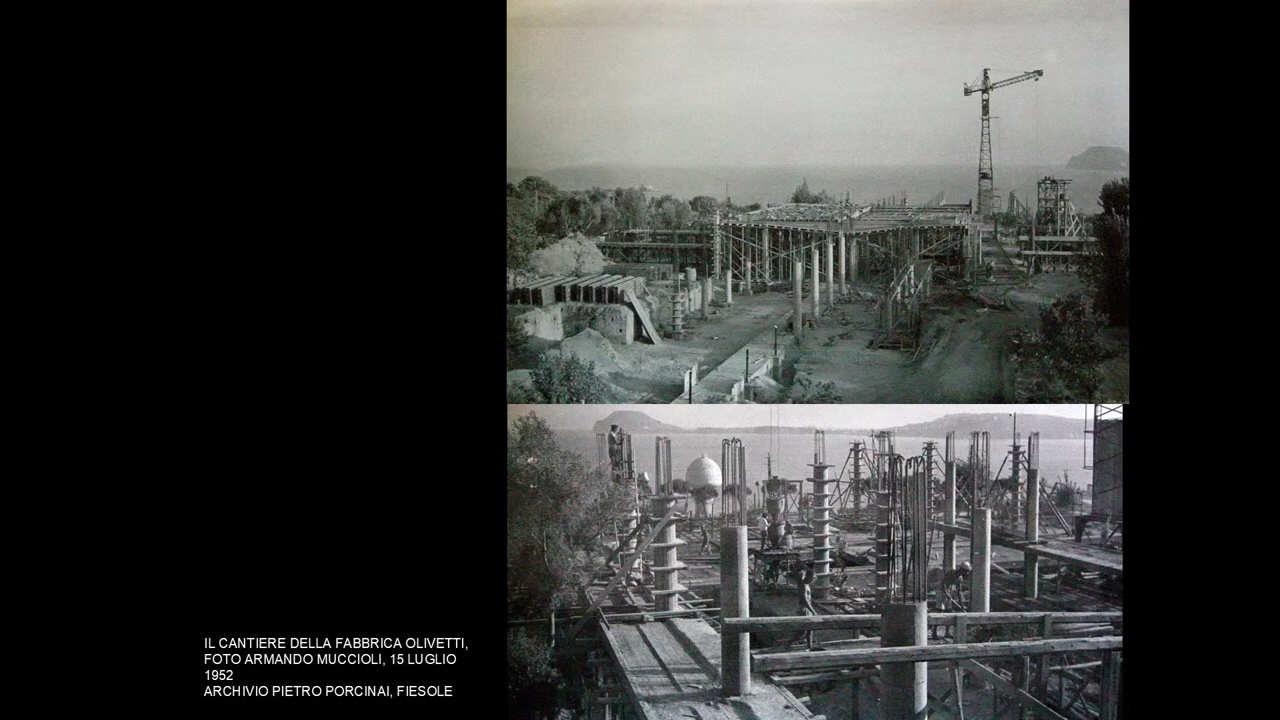 IL CANTIERE DELLA FABBRICA OLIVETTI,
FOTO ARMANDO MUCCIOLI, 15 LUGLIO
1952
ARCHIVIO PIETRO PORCINAI, FIESOLE